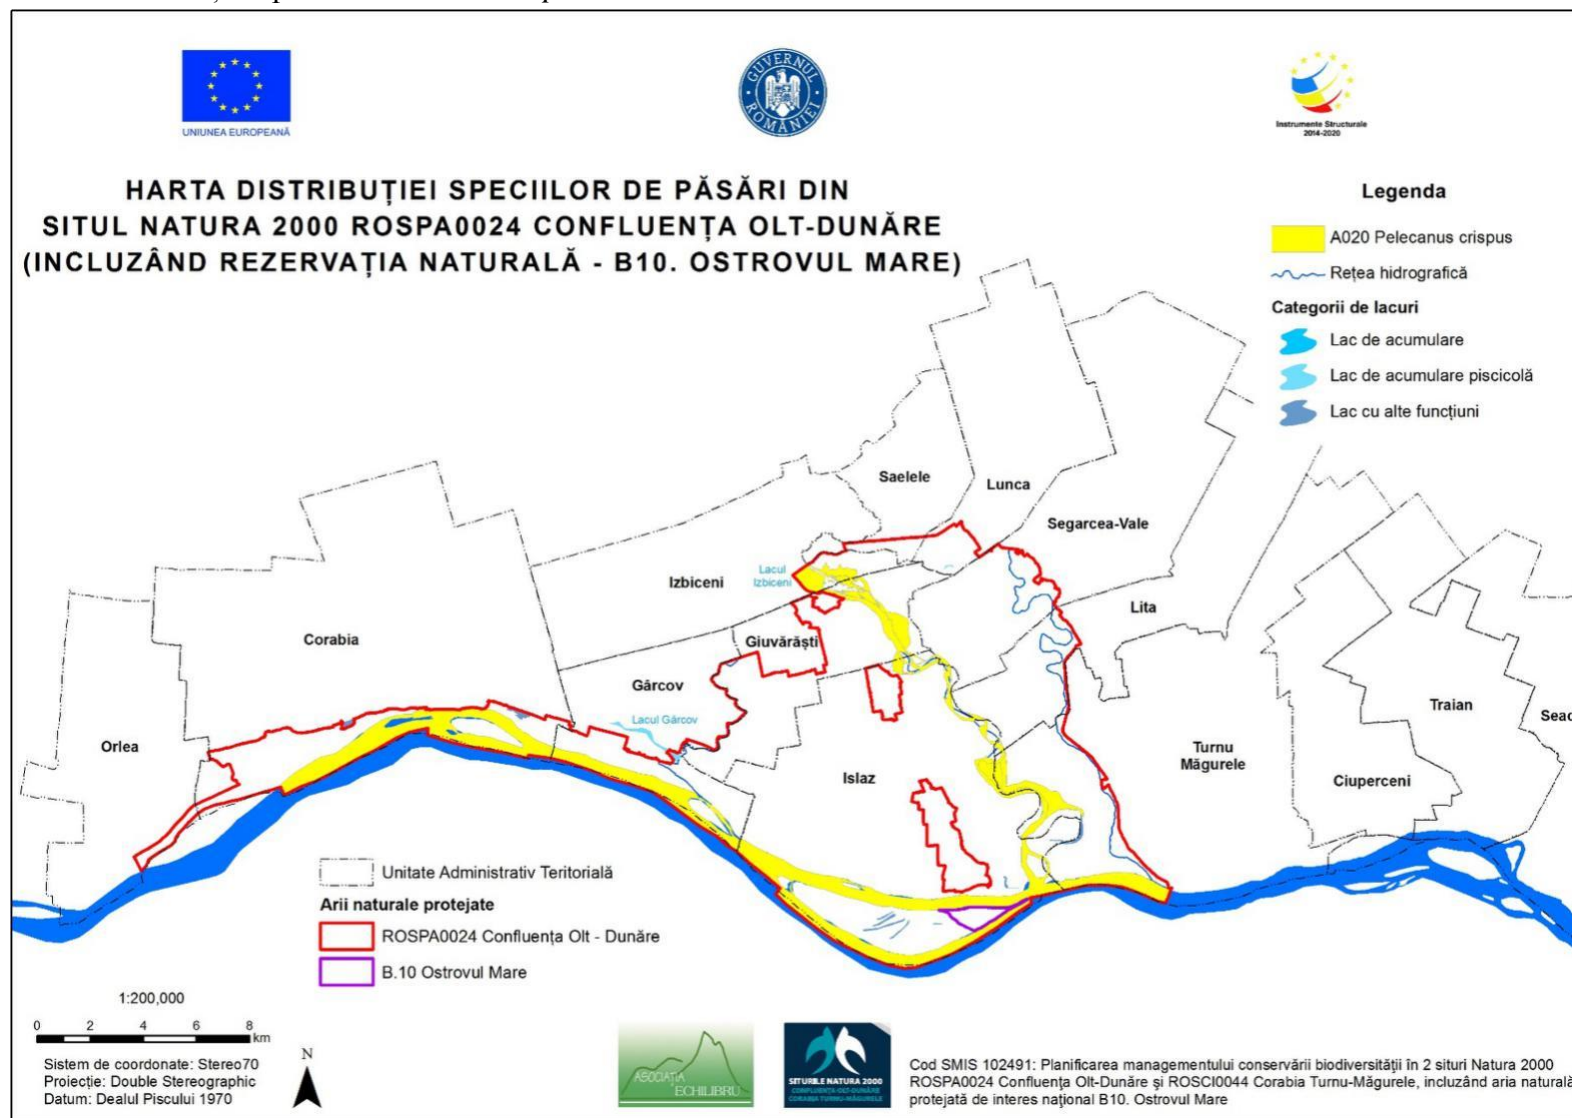 UNIUNEA EUROPEANĂ
GUVERNUL ROMÂNIEI
Instrumente Structurale
2014-2020
HARTA DISTRIBUȚIEI SPECIILOR DE PĂSĂRI DIN
SITUL NATURA 2000 ROSPA0024 CONFLUENȚA OLT-DUNĂRE
(INCLUZÂND REZERVAȚIA NATURALĂ - B10. OSTROVUL MARE)
Legenda
A020 Pelecanus crispus
Rețea hidrografică
Categorii de lacuri
Lac de acumulare
Lac de acumulare piscicolă
Lac cu alte funcțiuni
Saelele
Lunca
Segarcea-Vale
Izbiceni
Lacul
Izbiceni
Lita
Corabia
Giuvărăști
Gârcov
Lacul Gârcov
Orlea
Islaz
Turnu
Măgurele
Traian
Seac
Ciuperceni
Unitate Administrativ Teritorială
Arii naturale protejate
ROSPA0024 Confluența Olt - Dunăre
B.10 Ostrovul Mare
1:200,000
0 2 4 6 8
km
N
Sistem de coordonate: Stereo70
Proiecție: Double Stereographic
Datum: Dealul Piscului 1970
ASOCIAȚIA
ECHILIBRU
SITURILE NATURA 2000
CONFLUENȚA OLT-DUNĂRE
CORABIA TURNU-MĂGURELE
Cod SMIS 102491: Planificarea managementului conservării biodiversității în 2 situri Natura 2000
ROSPA0024 Confluența Olt-Dunăre și ROSCI0044 Corabia Turnu-Măgurele, incluzând aria naturală
protejată de interes național B10. Ostrovul Mare